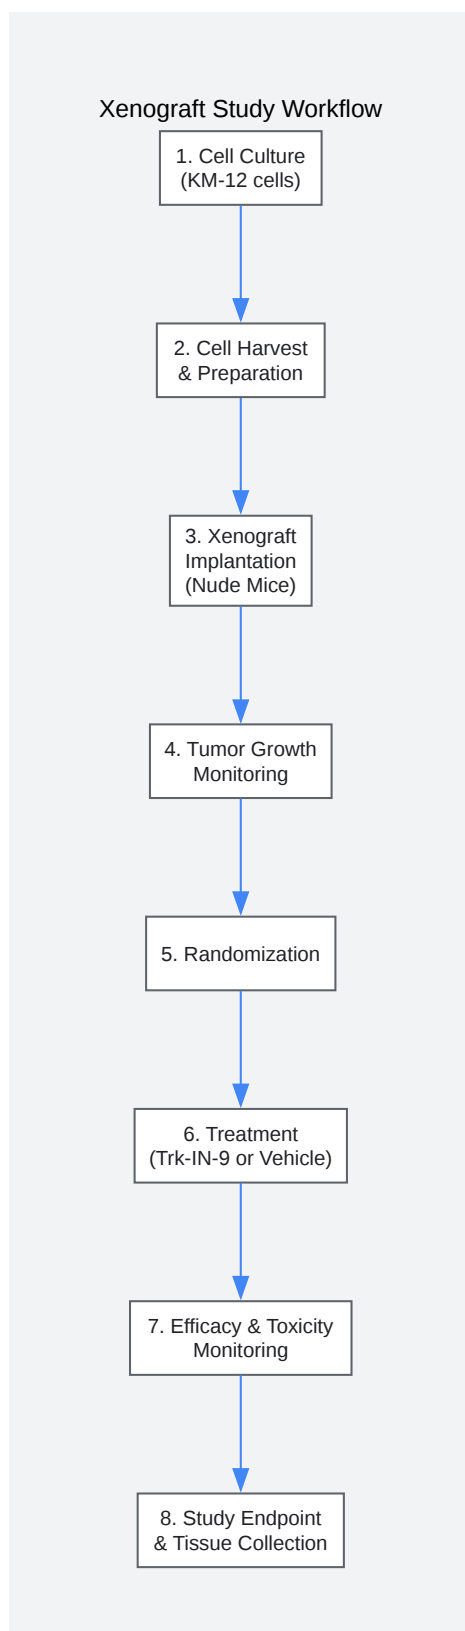 Xenograft Study Workflow
1. Cell Culture
(KM-12 cells)
2. Cell Harvest
& Preparation
3. Xenograft
Implantation
(Nude Mice)
4. Tumor Growth
Monitoring
5. Randomization
6. Treatment
(Trk-IN-9 or Vehicle)
7. Efficacy & Toxicity
Monitoring
8. Study Endpoint
& Tissue Collection